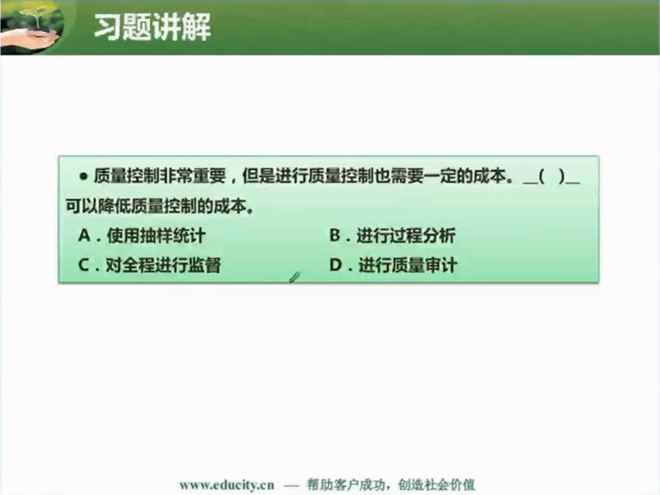 习题讲解
● 质量控制非常重要，但是进行质量控制也需要一定的成本。__(   )__
可以降低质量控制的成本。
A．使用抽样统计 B．进行过程分析
C．对全程进行监督 D．进行质量审计
www.educity.cn — 帮助客户成功，创造社会价值